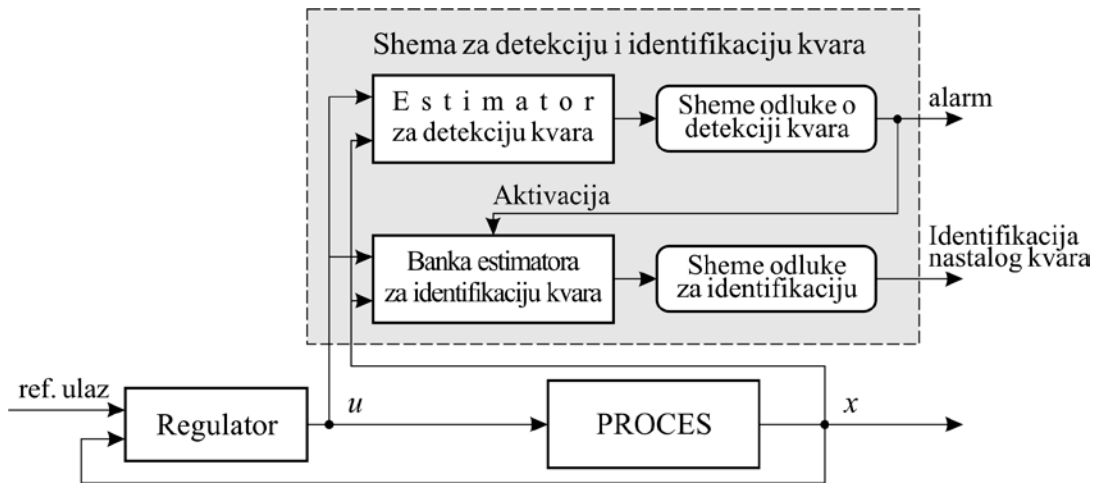 Shema za detekciju i identifikaciju kvara
Estimator
za detekciju kvara
Sheme odluke o
detekciji kvara
alarm
Aktivacija
Banka estimatora
za identifikaciju kvara
Sheme odluke
za identifikaciju
Identifikacija
nastalog kvara
ref. ulaz
Regulator
u
PROCES
x